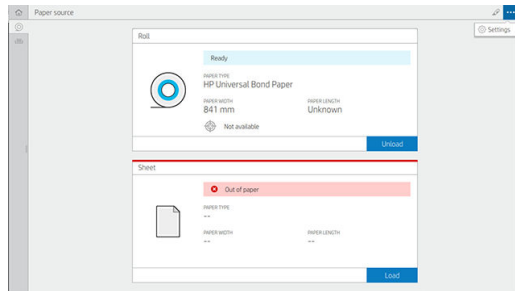 Paper source
Settings
Roll
Ready
PAPER TYPE
HP Universal Bond Paper
PAPER WIDTH PAPER LENGTH
841 mm Unknown
Not available
Unload
Sheet
Out of paper
PAPER TYPE
--
PAPER WIDTH PAPER LENGTH
-- --
Load